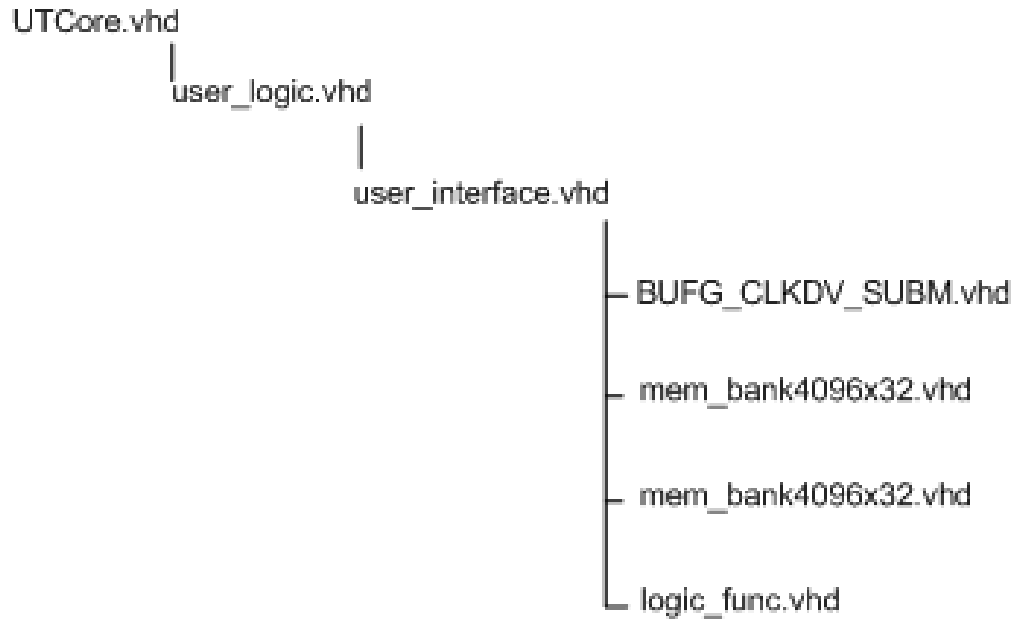 UTCore.vhd
user_logic.vhd
user_interface.vhd
BUFG_CLKDV_SUBM.vhd
mem_bank4096x32.vhd
mem_bank4096x32.vhd
logic_func.vhd